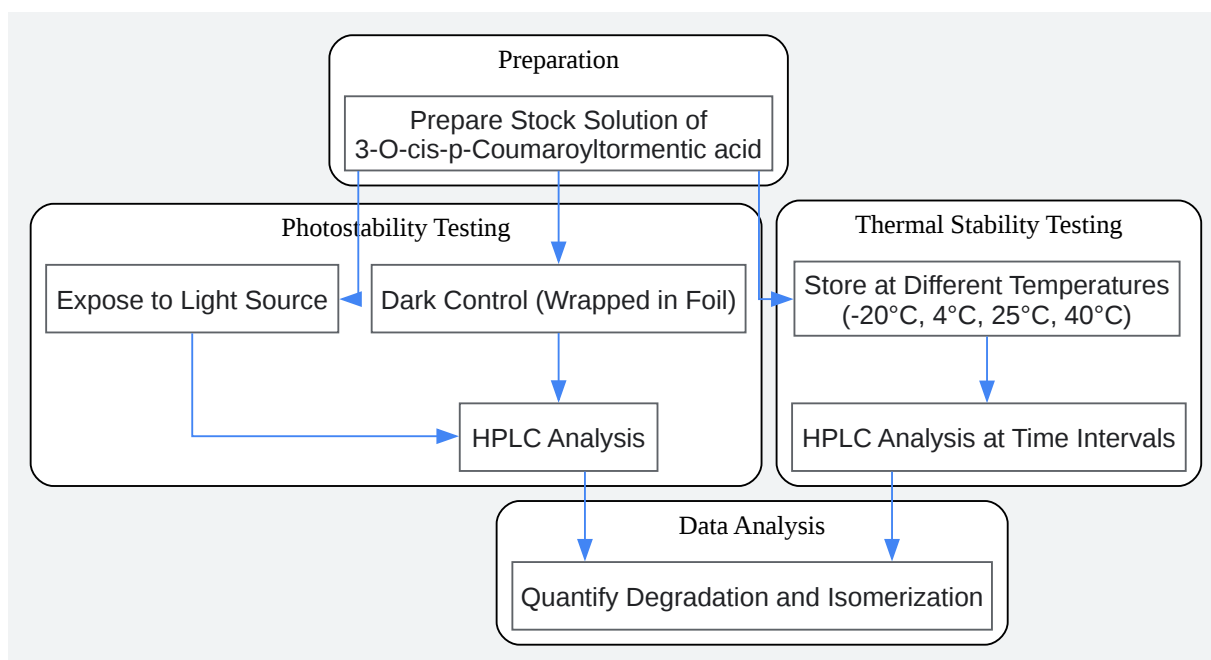 Preparation
Prepare Stock Solution of
3-O-cis-p-Coumaroyltormentic acid
Photostability Testing
Expose to Light Source
Dark Control (Wrapped in Foil)
HPLC Analysis
Thermal Stability Testing
Store at Different Temperatures
(-20°C, 4°C, 25°C, 40°C)
HPLC Analysis at Time Intervals
Data Analysis
Quantify Degradation and Isomerization